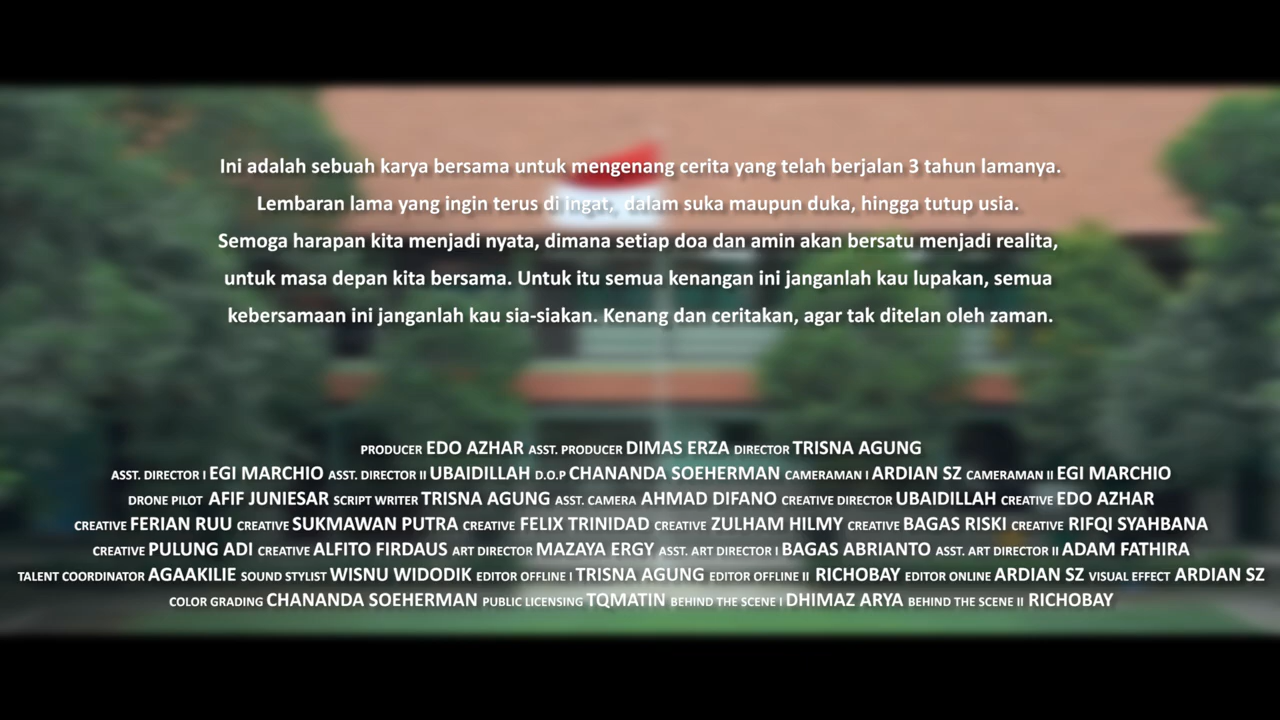 Ini adalah sebuah karya bersama untuk mengenang cerita yang telah berjalan 3 tahun lamanya.
Lembaran lama yang ingin terus di ingat, dalam suka maupun duka, hingga tutup usia.
Semoga harapan kita menjadi nyata, dimana setiap doa dan amin akan bersatu menjadi realita,
untuk masa depan kita bersama. Untuk itu semua kenangan ini janganlah kau lupakan, semua
kebersamaan ini janganlah kau sia-siakan. Kenang dan ceritakan, agar tak ditelan oleh zaman.
PRODUCER EDO AZHAR ASST. PRODUCER DIMAS ERZA DIRECTOR TRISNA AGUNG
ASST. DIRECTOR I EGI MARCHIO ASST. DIRECTOR II UBAIDILLAH D.O.P CHANANDA SOEHERMAN CAMERAMAN I ARDIAN SZ CAMERAMAN II EGI MARCHIO
DRONE PILOT AFIF JUNIESAR SCRIPT WRITER TRISNA AGUNG ASST. CAMERA AHMAD DIFANO CREATIVE DIRECTOR UBAIDILLAH CREATIVE EDO AZHAR
CREATIVE FERIAN RUU CREATIVE SUKMAWAN PUTRA CREATIVE FELIX TRINIDAD CREATIVE ZULHAM HILMY CREATIVE BAGAS RISKI CREATIVE RIFQI SYAHBANA
CREATIVE PULUNG ADI CREATIVE ALFITO FIRDAUS ART DIRECTOR MAZAYA ERGY ASST. ART DIRECTOR I BAGAS ABRIANTO ASST. ART DIRECTOR II ADAM FATHIRA
TALENT COORDINATOR AGAAKILIE SOUND STYLIST WISNU WIDODIK EDITOR OFFLINE I TRISNA AGUNG EDITOR OFFLINE II RICHOBAY EDITOR ONLINE ARDIAN SZ VISUAL EFFECT ARDIAN SZ
COLOR GRADING CHANANDA SOEHERMAN PUBLIC LICENSING TQMATIN BEHIND THE SCENE I DHIMAZ ARYA BEHIND THE SCENE II RICHOBAY